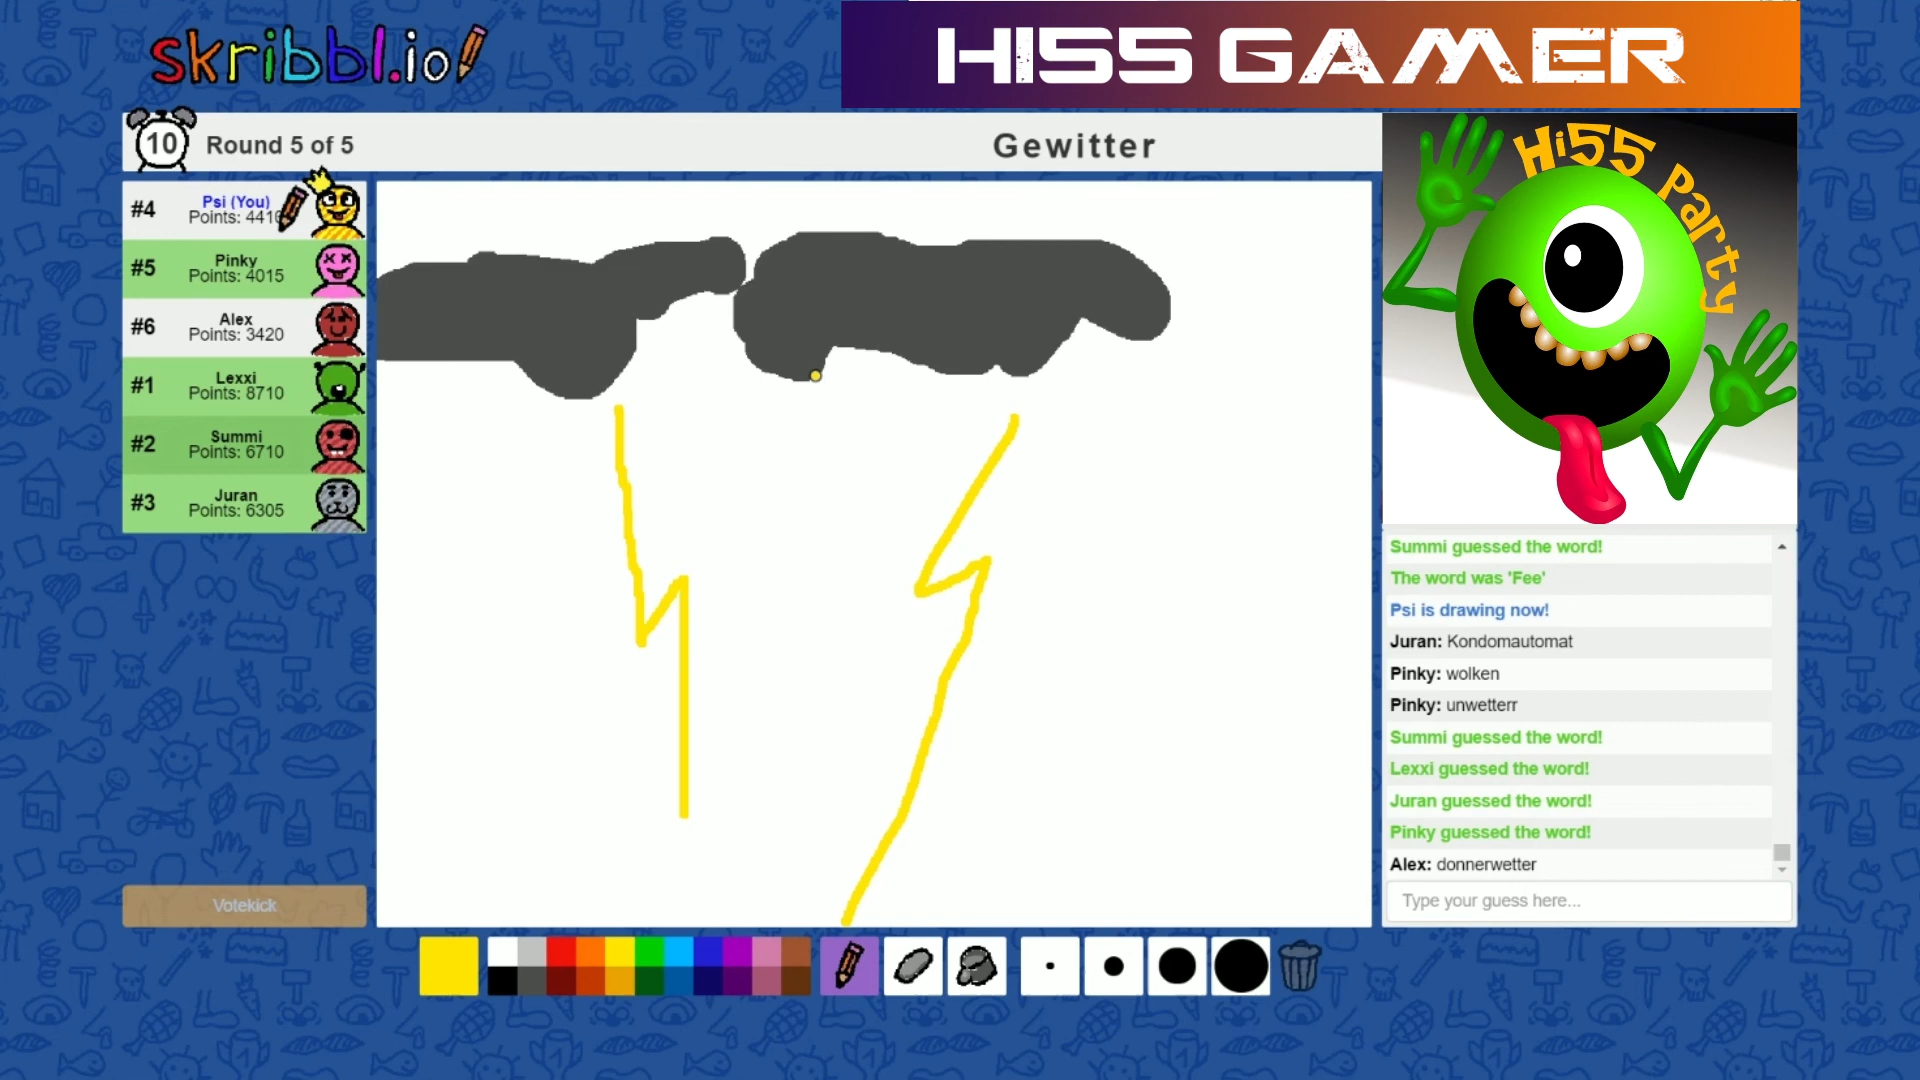 skribbl.io
HI55 GAMER
10
Round 5 of 5
Gewitter
#4
Psi (You)
Points: 4416
#5
Pinky
Points: 4015
#6
Alex
Points: 3420
#1
Lexxi
Points: 8710
#2
Summi
Points: 6710
#3
Juran
Points: 6305
Votekick
Hi55 Party
Summi guessed the word!
The word was 'Fee'
Psi is drawing now!
Juran: Kondomautomat
Pinky: wolken
Pinky: unwetterr
Summi guessed the word!
Lexxi guessed the word!
Juran guessed the word!
Pinky guessed the word!
Alex: donnerwetter
Type your guess here...